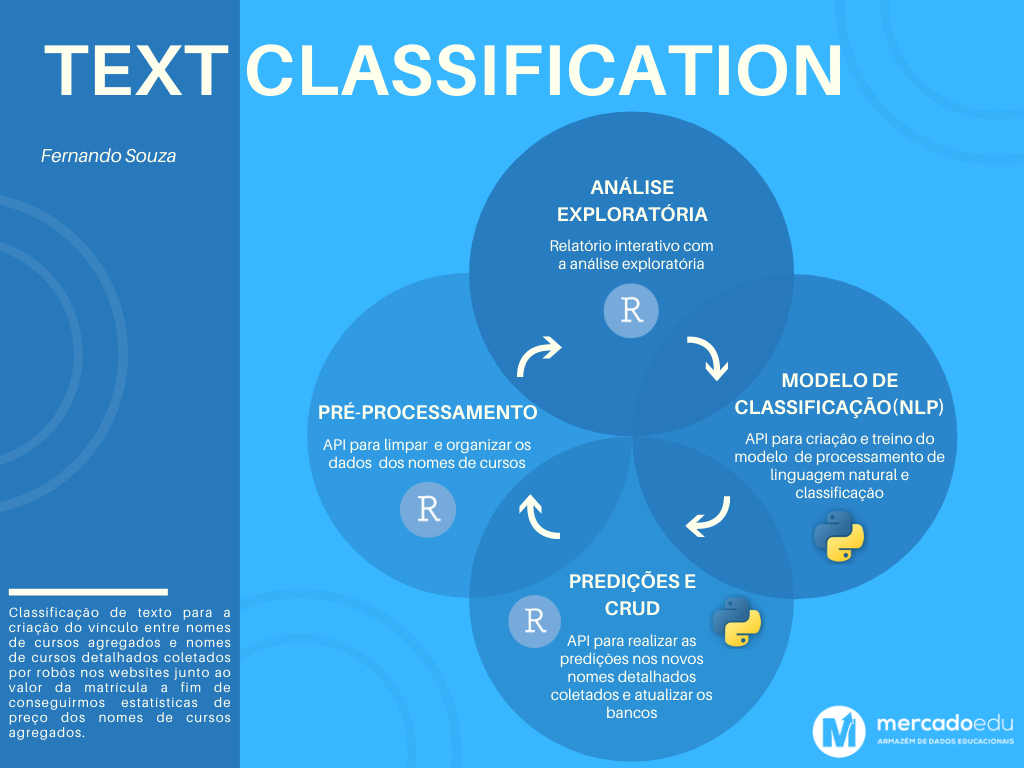 TEXT CLASSIFICATION
Fernando Souza
ANÁLISE
EXPLORATÓRIA
Relatório interativo com
a análise exploratória
R
PRÉ-PROCESSAMENTO
API para limpar e organizar os
dados dos nomes de cursos
R
MODELO DE
CLASSIFICAÇÃO(NLP)
API para criação e treino do
modelo de processamento de
linguagem natural e
classificação
PREDIÇÕES E
CRUD
R
API para realizar as
predições nos novos
nomes detalhados
coletados e atualizar os
bancos
Classificação de texto para a
criação do vínculo entre nomes
de cursos agregados e nomes
de cursos detalhados coletados
por robôs nos websites junto ao
valor da matrícula a fim de
conseguirmos estatísticas de
preço dos nomes de cursos
agregados.
M
mercadoedu
ARMAZÉM DE DADOS EDUCACIONAIS